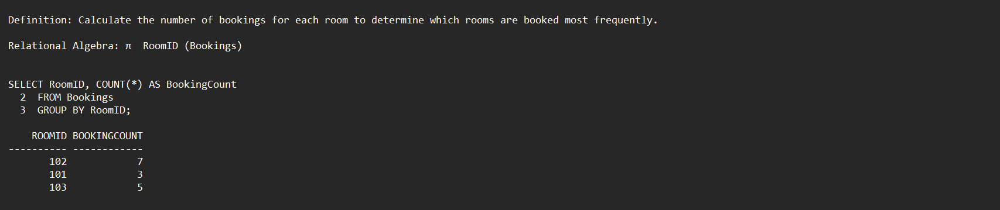 Definition: Calculate the number of bookings for each room to determine which rooms are booked most frequently.
Relational Algebra: π  RoomID (Bookings)
SELECT RoomID, COUNT(*) AS BookingCount
  2  FROM Bookings
  3  GROUP BY RoomID;
    ROOMID BOOKINGCOUNT
---------- ------------
       102            7
       101            3
       103            5